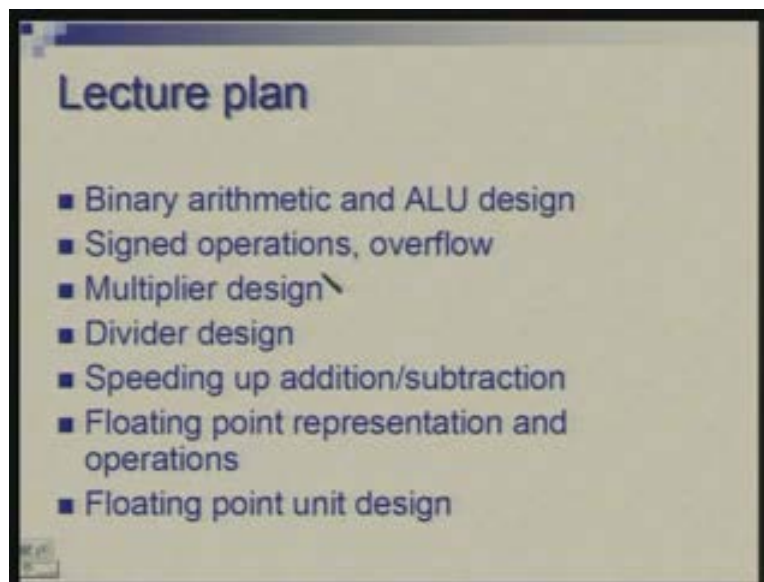 Lecture plan
Binary arithmetic and ALU design
Signed operations, overflow
Multiplier design
Divider design
Speeding up addition/subtraction
Floating point representation and
operations
Floating point unit design